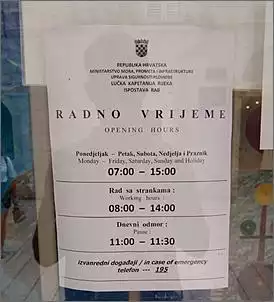 REPUBLIKA HRVATSKA
MINISTARSTVO MORA, PROMETA I INFRASTRUKTURE
UPRAVA SIGURNOSTI PLOVIDBE
LUČKA KAPETANIJA RIJEKA
ISPOSTAVA RAB
RADNO VRIJEME
OPENING HOURS
Ponedjeljak – Petak, Subota, Nedjelja i Praznik
Monday – Friday, Saturday, Sunday and Holiday
07:00 – 15:00
Rad sa strankama :
Working hours :
08:00 – 14:00
Dnevni odmor :
Pause :
11:00 – 11:30
izvanredni događaji / in case of emergency
telefon --- 195